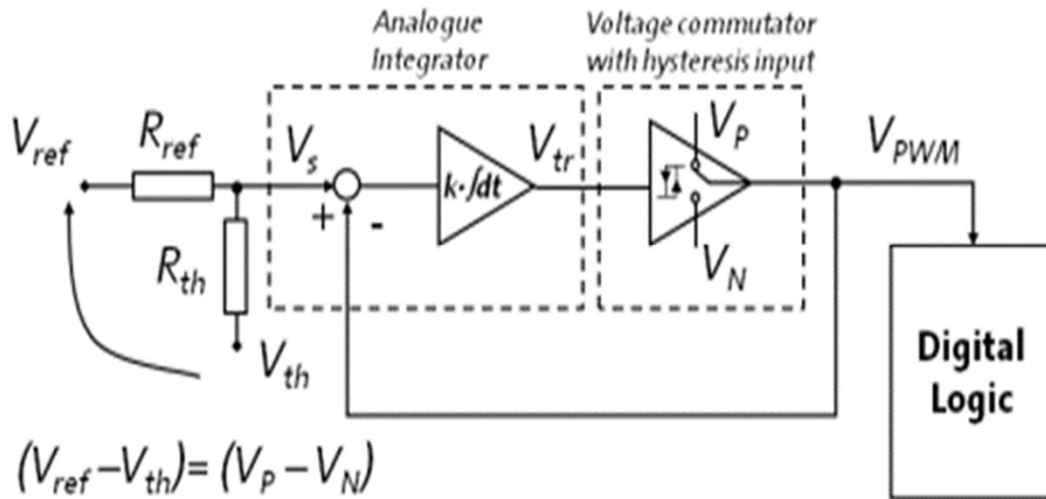 Analogue
Integrator
Voltage commutator
with hysteresis input
V_ref
R_ref
V_s
V_tr
V_P
V_PWM
+
-
k·∫dt
R_th
V_N
V_th
Digital
Logic
(V_ref – V_th) = (V_P – V_N)